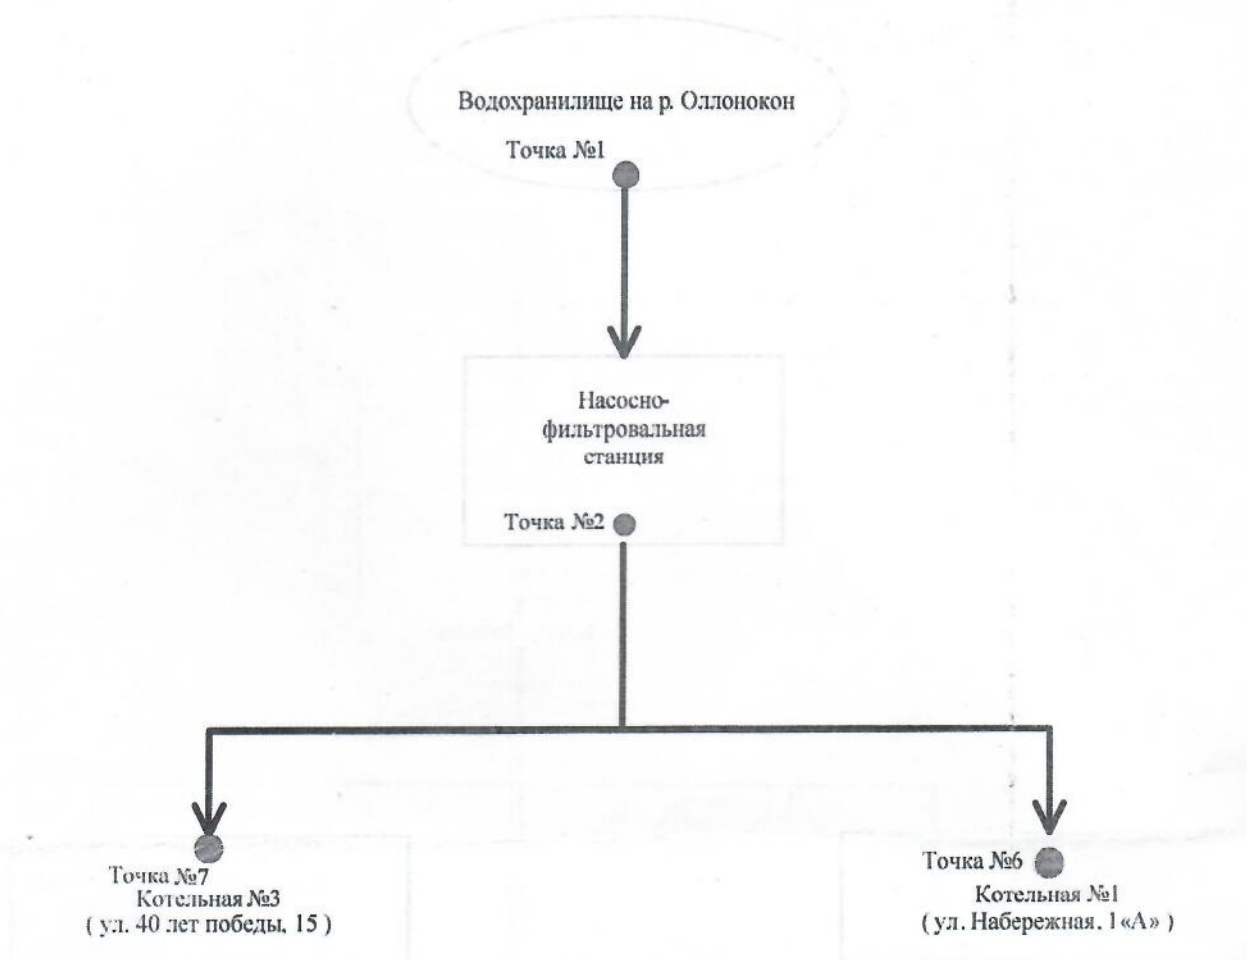 Водохранилище на р. Оллонокон
Точка №1
Насосно-
фильтровальная
станция
Точка №2
Точка №7
Котельная №3
( ул. 40 лет победы, 15 )
Точка №6
Котельная №1
( ул. Набережная. 1«А» )